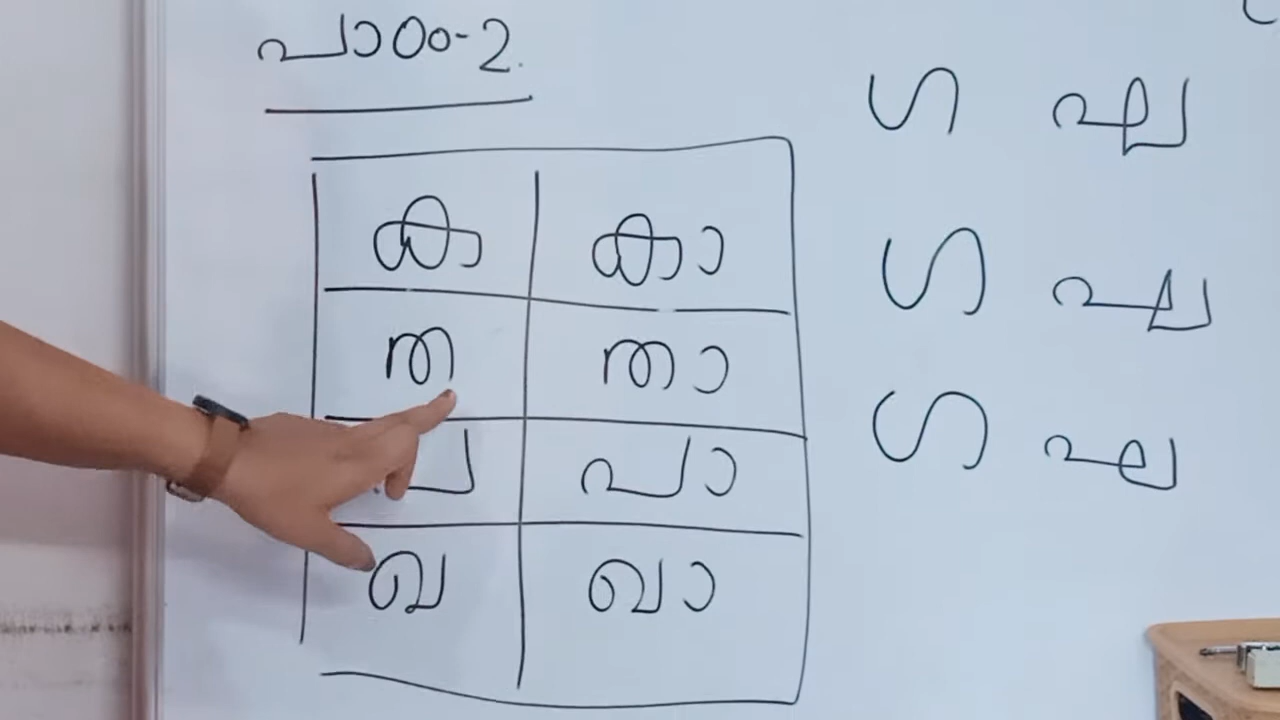 പാഠം-2.
ക കാ
ത താ
പ പാ
ഖ ഖാ
ഗ ഘ
ഗ ഘ
ഗ ഘ